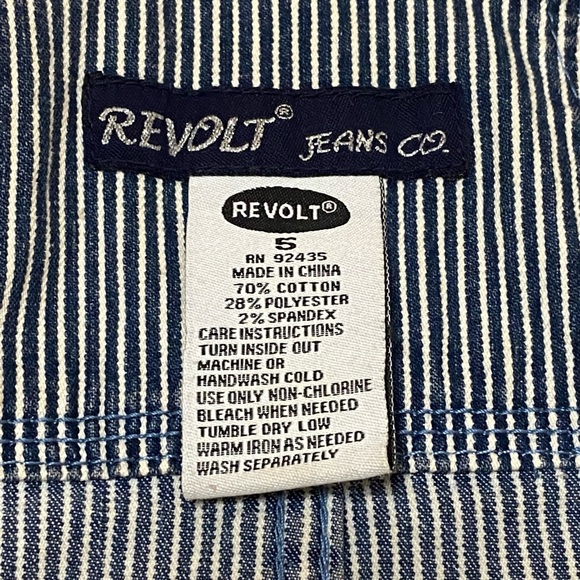 REVOLT® JEANS CO.
REVOLT®
5
RN 92435
MADE IN CHINA
70% COTTON
28% POLYESTER
2% SPANDEX
CARE INSTRUCTIONS
TURN INSIDE OUT
MACHINE OR
HANDWASH COLD
USE ONLY NON-CHLORINE
BLEACH WHEN NEEDED
TUMBLE DRY LOW
WARM IRON AS NEEDED
WASH SEPARATELY